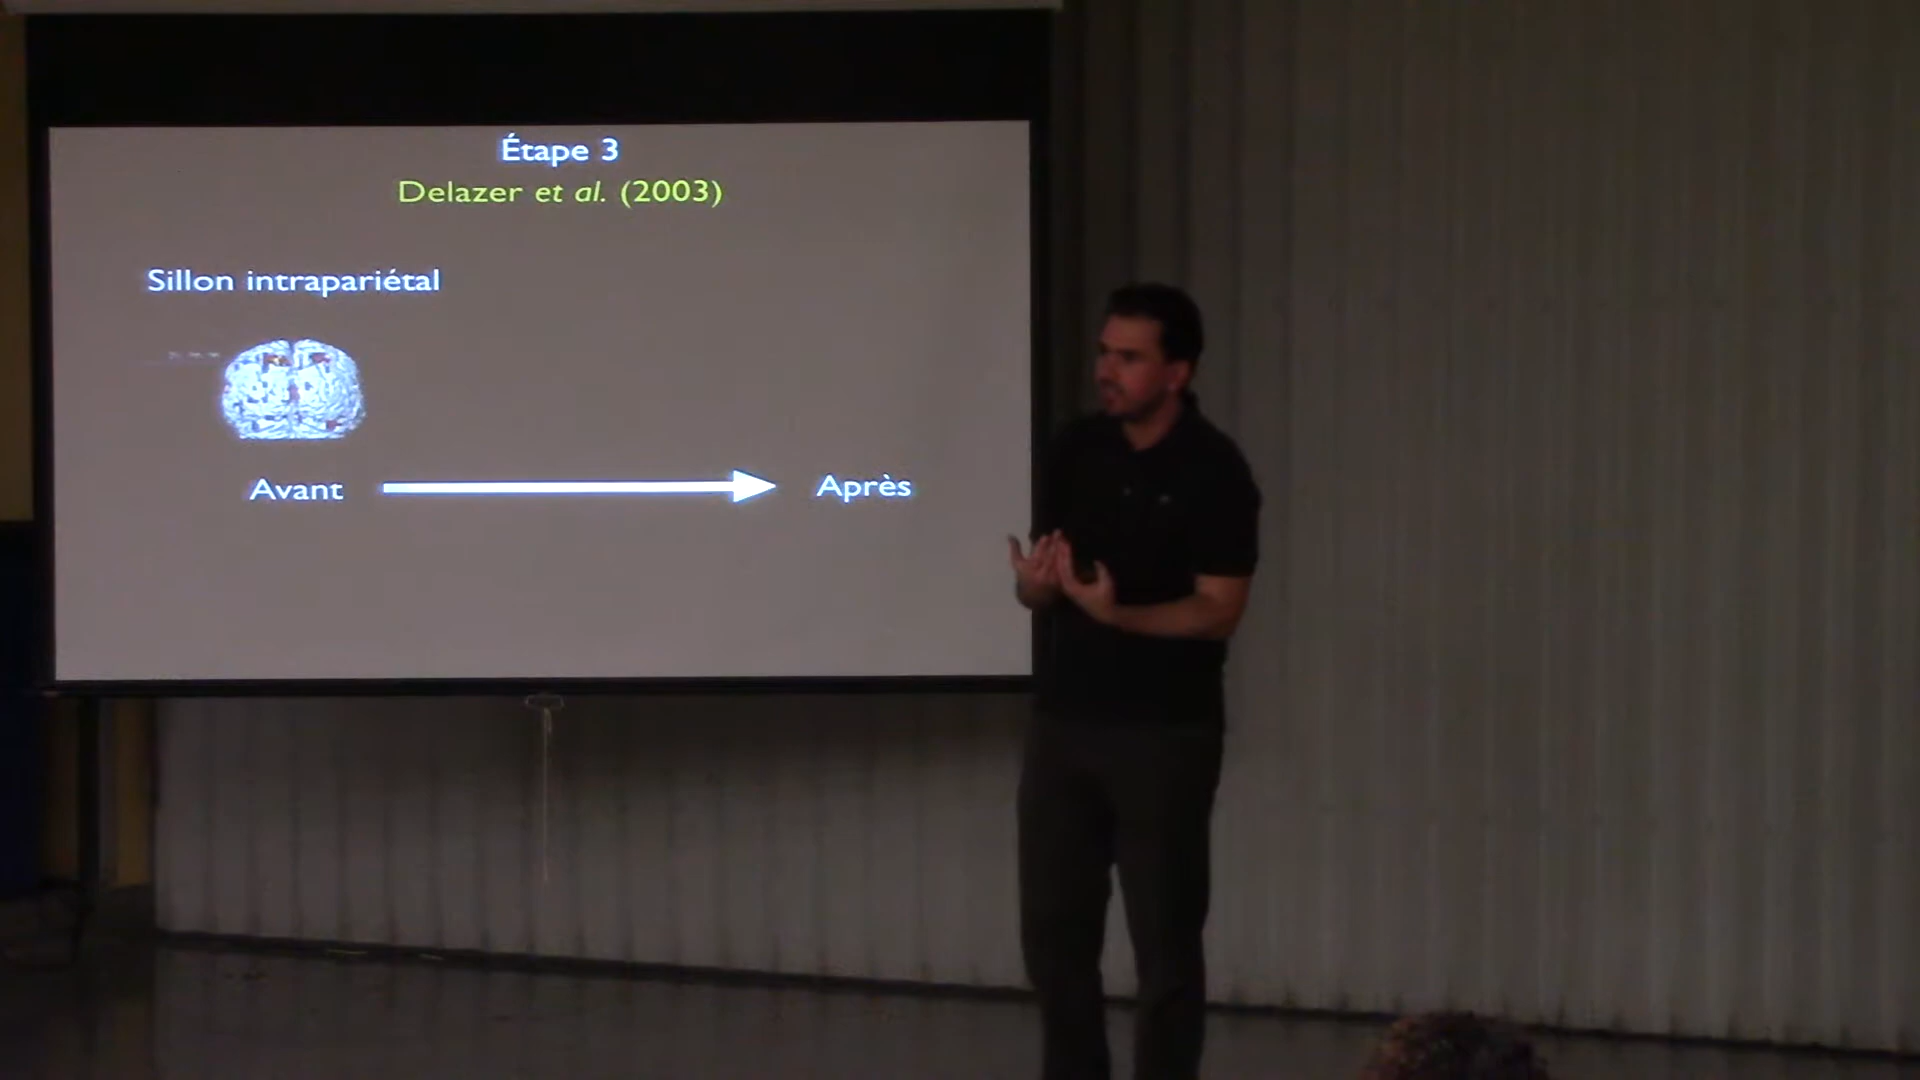 Étape 3
Delazer et al. (2003)
Sillon intrapariétal
Avant
Après